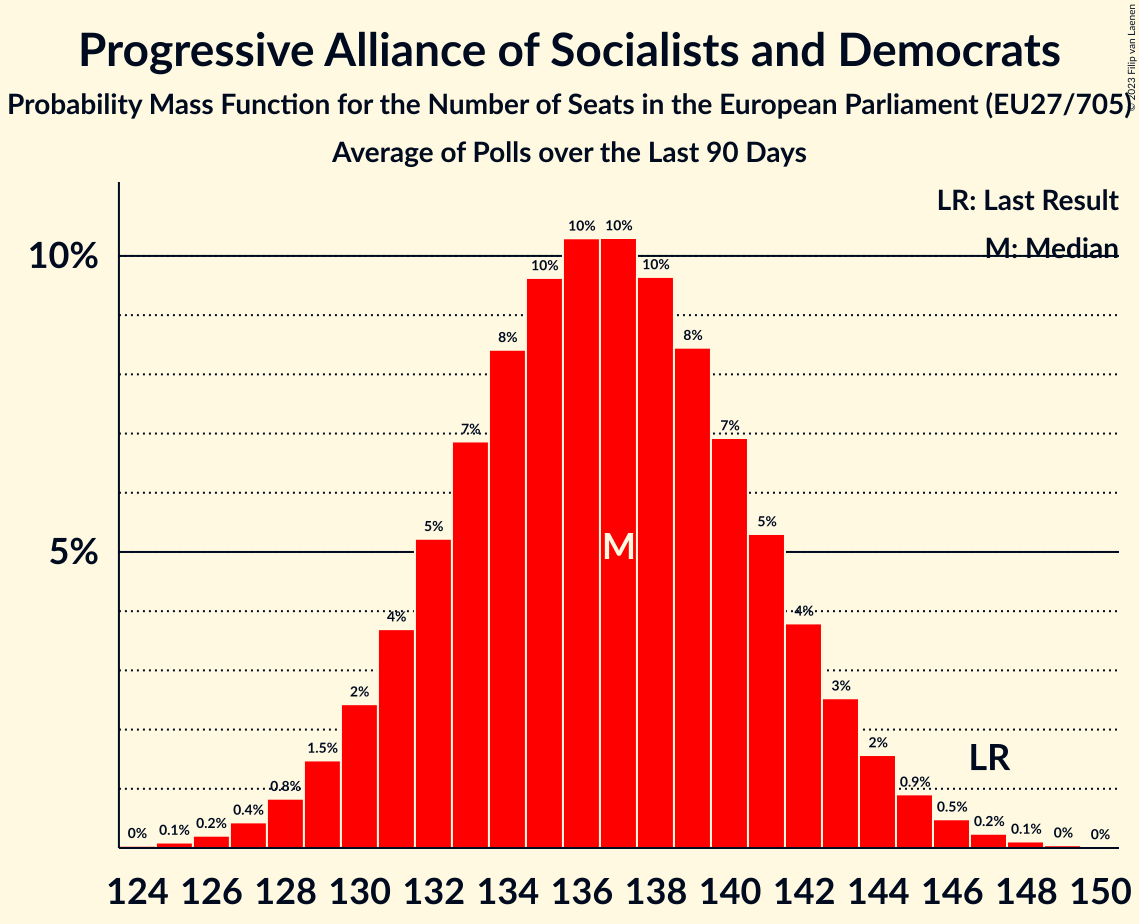 Progressive Alliance of Socialists and Democrats
Probability Mass Function for the Number of Seats in the European Parliament (EU27/705)
Average of Polls over the Last 90 Days
© 2023 Filip van Laenen
LR: Last Result
M: Median
10%
5%
0% 0.1% 0.2% 0.4% 0.8% 1.5% 2% 4% 5% 7% 8% 10% 10% 10% 10% 8% 7% 5% 4% 3% 2% 0.9% 0.5% 0.2% 0.1% 0% 0%
M
LR
124 126 128 130 132 134 136 138 140 142 144 146 148 150